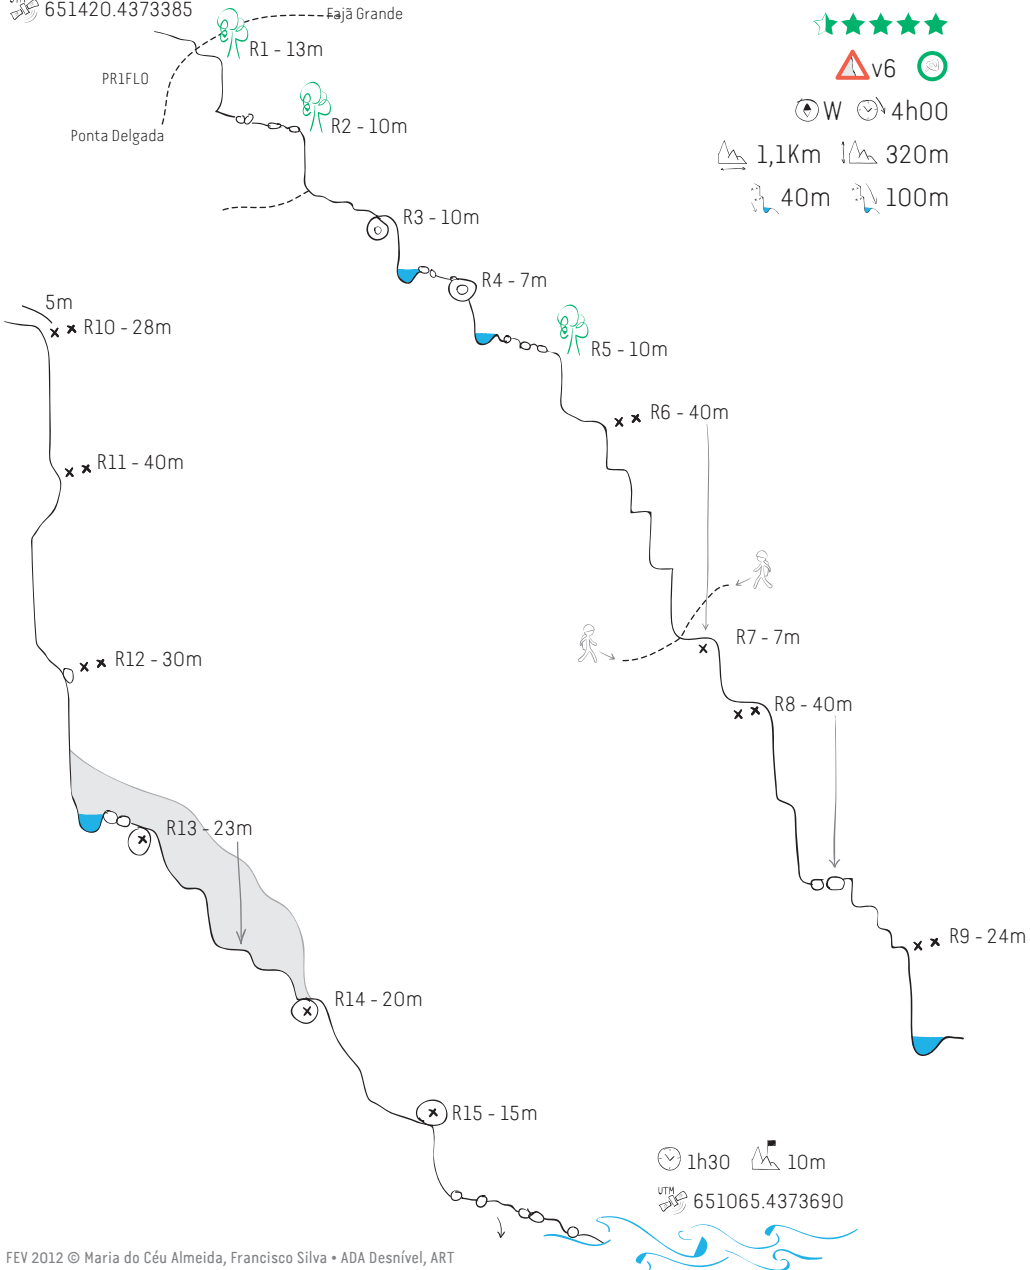 651420.4373385
Fajã Grande
R1 - 13m
PR1FLO
Ponta Delgada
R2 - 10m
v6
W 4h00
1,1Km 320m
40m 100m
R3 - 10m
R4 - 7m
5m
R10 - 28m
R5 - 10m
R6 - 40m
R11 - 40m
R7 - 7m
R12 - 30m
R8 - 40m
R13 - 23m
R9 - 24m
R14 - 20m
R15 - 15m
1h30 10m
UTM 651065.4373690
FEV 2012 © Maria do Céu Almeida, Francisco Silva • ADA Desnível, ART